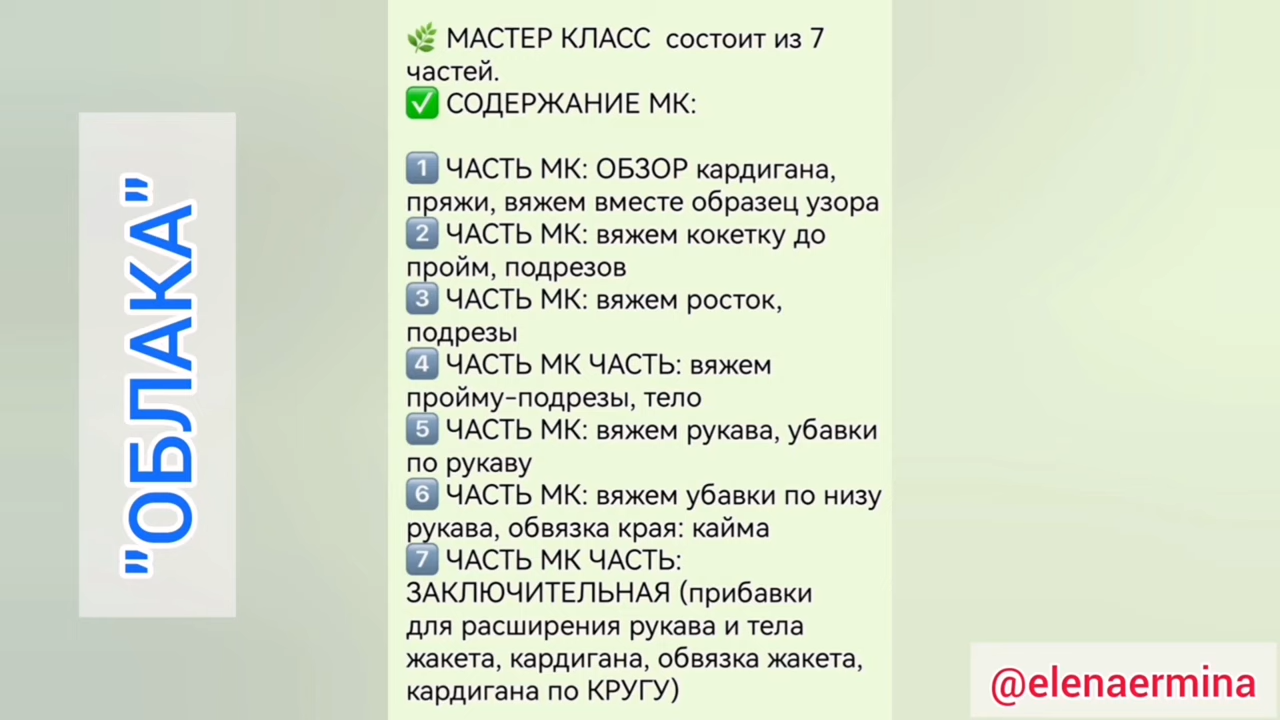 "ОБЛАКА"
🌿 МАСТЕР КЛАСС состоит из 7
частей.
✅ СОДЕРЖАНИЕ МК:
1️⃣ ЧАСТЬ МК: ОБЗОР кардигана,
пряжи, вяжем вместе образец узора
2️⃣ ЧАСТЬ МК: вяжем кокетку до
пройм, подрезов
3️⃣ ЧАСТЬ МК: вяжем росток,
подрезы
4️⃣ ЧАСТЬ МК ЧАСТЬ: вяжем
пройму-подрезы, тело
5️⃣ ЧАСТЬ МК: вяжем рукава, убавки
по рукаву
6️⃣ ЧАСТЬ МК: вяжем убавки по низу
рукава, обвязка края: кайма
7️⃣ ЧАСТЬ МК ЧАСТЬ:
ЗАКЛЮЧИТЕЛЬНАЯ (прибавки
для расширения рукава и тела
жакета, кардигана, обвязка жакета,
кардигана по КРУГУ)
@elenaermina